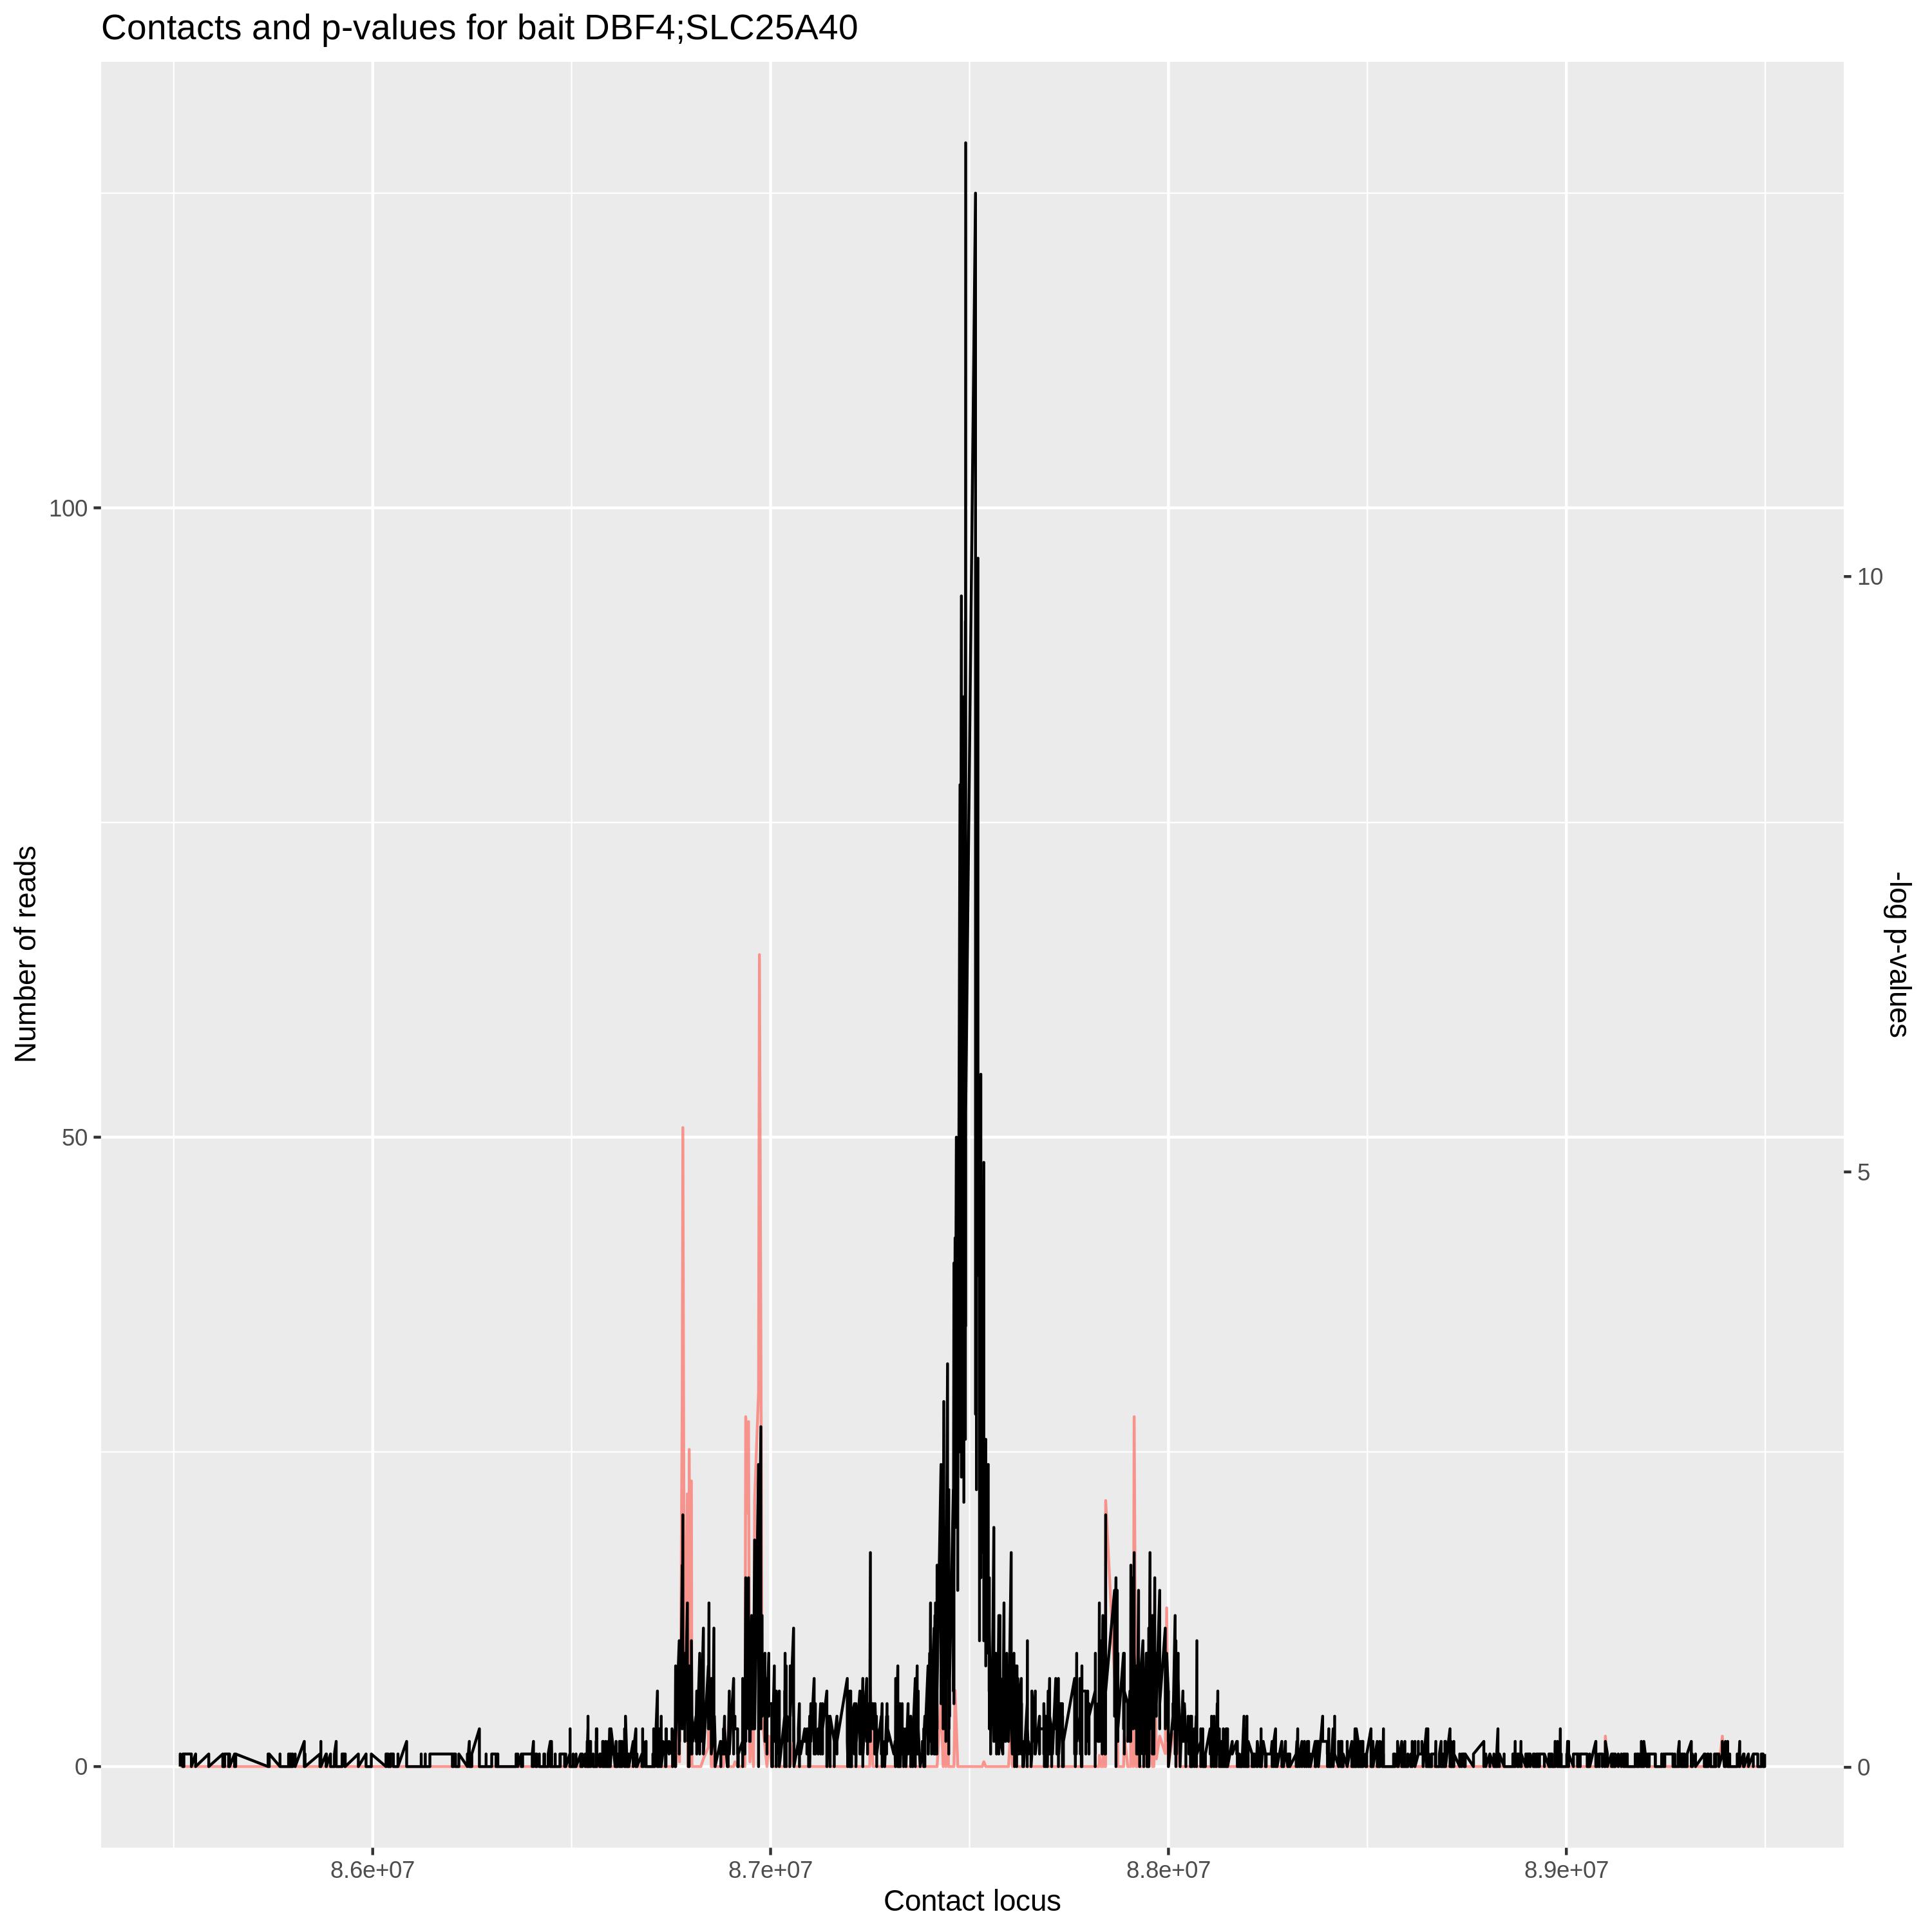 Contacts and p-values for bait DBF4;SLC25A40
100
50
0
Number of reads
10
5
0
-log p-values
8.6e+07
8.7e+07
8.8e+07
8.9e+07
Contact locus